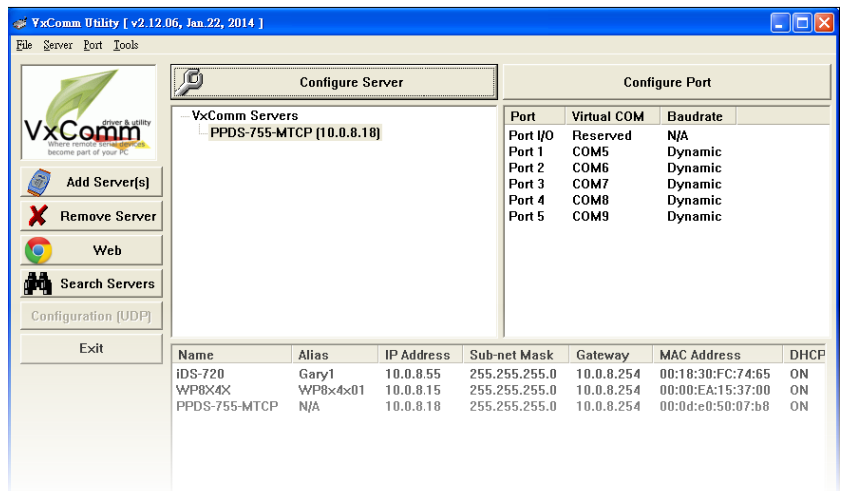 VxComm Utility [ v2.12.06, Jan.22, 2014 ]
File Server Port Tools
driver & utility
VxComm
Where remote serial devices
become part of your PC
Add Server(s)
Remove Server
Web
Search Servers
Configuration (UDP)
Exit
Configure Server
VxComm Servers
PPDS-755-MTCP (10.0.8.18)
Configure Port
Port Virtual COM Baudrate
Port I/O Reserved N/A
Port 1 COM5 Dynamic
Port 2 COM6 Dynamic
Port 3 COM7 Dynamic
Port 4 COM8 Dynamic
Port 5 COM9 Dynamic
Name Alias IP Address Sub-net Mask Gateway MAC Address DHCP
iDS-720 Gary1 10.0.8.55 255.255.255.0 10.0.8.254 00:18:30:FC:74:65 ON
WP8X4X WP8x4x01 10.0.8.15 255.255.255.0 10.0.8.254 00:00:EA:15:37:00 ON
PPDS-755-MTCP N/A 10.0.8.18 255.255.255.0 10.0.8.254 00:0d:e0:50:07:b8 ON